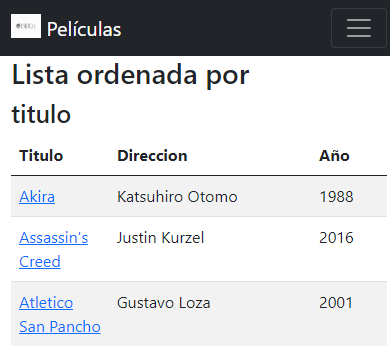 Películas
Lista ordenada por
titulo
Titulo Direccion Año
Akira Katsuhiro Otomo 1988
Assassin's Justin Kurzel 2016
Creed
Atletico Gustavo Loza 2001
San Pancho